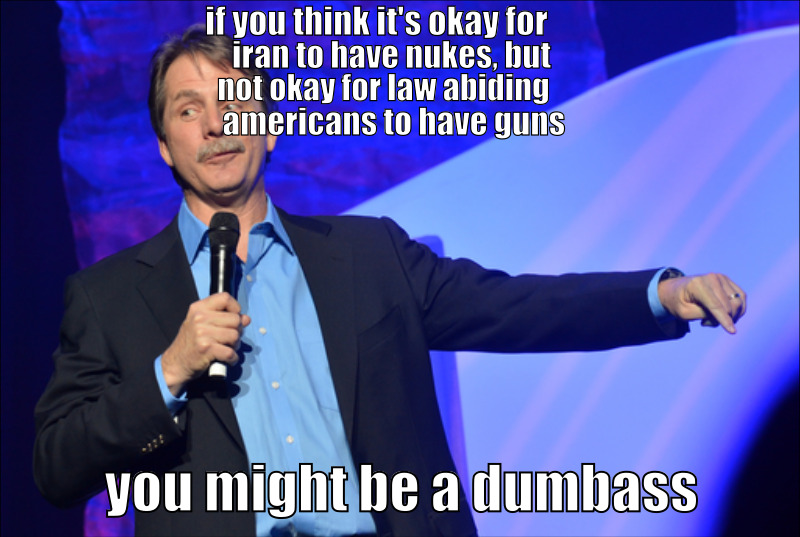 if you think it's okay for
iran to have nukes, but
not okay for law abiding
americans to have guns
you might be a dumbass